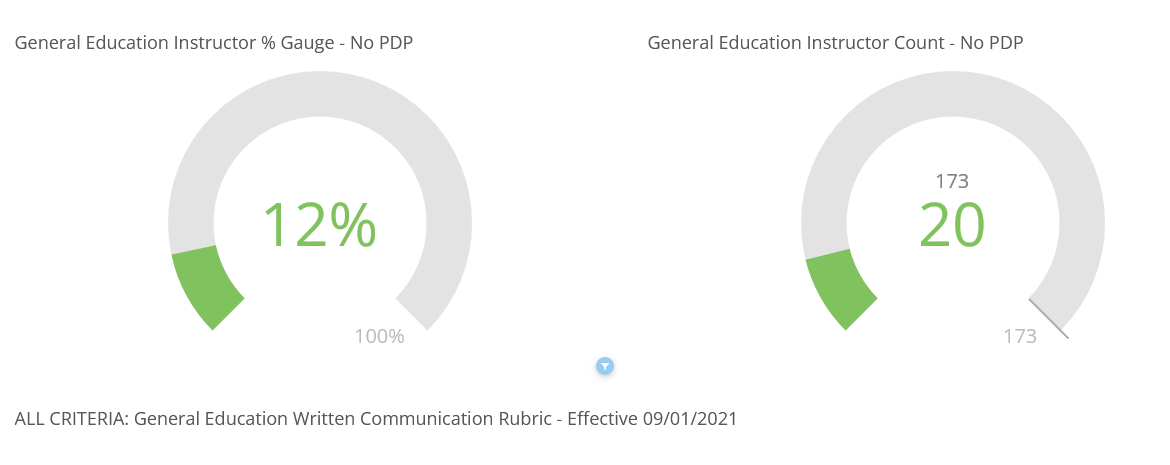 General Education Instructor % Gauge - No PDP
12%
100%
General Education Instructor Count - No PDP
173
20
173
ALL CRITERIA: General Education Written Communication Rubric - Effective 09/01/2021